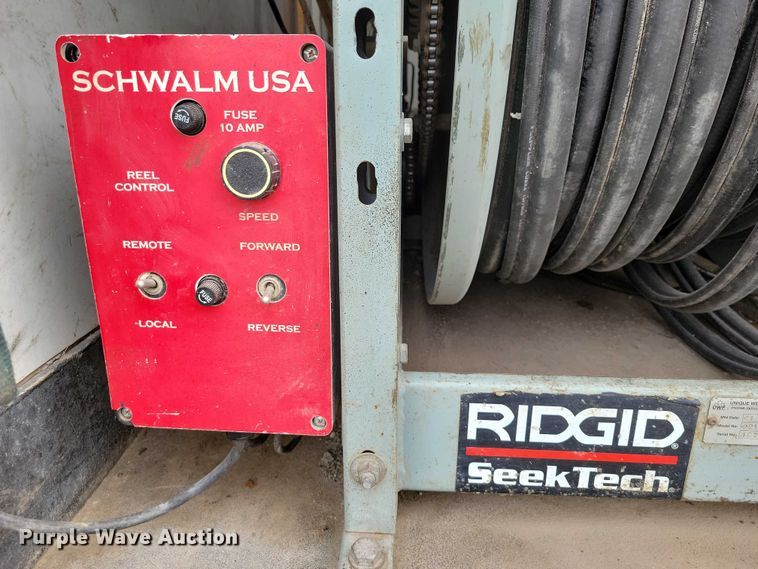 SCHWALM USA
FUSE
10 AMP
FUSE
REEL
CONTROL
SPEED
REMOTE
FORWARD
FUSE
-LOCAL
REVERSE
RIDGID
SeekTech
Purple Wave Auction